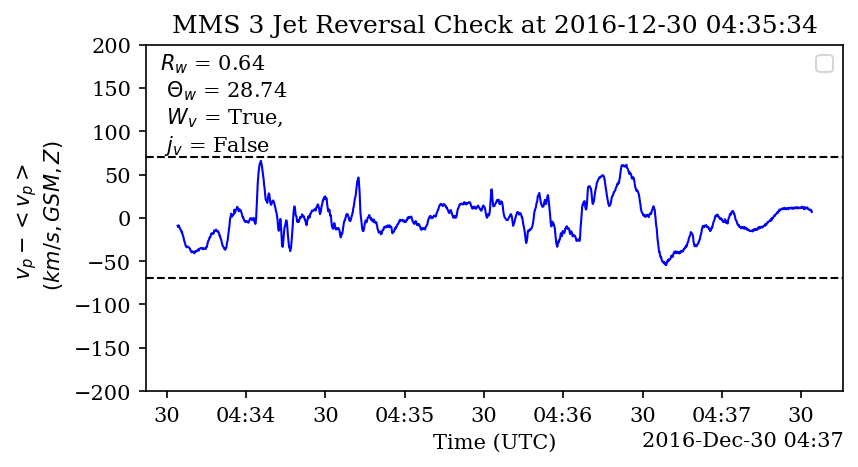 MMS 3 Jet Reversal Check at 2016-12-30 04:35:34
R_w = 0.64
Θ_w = 28.74
W_v = True,
j_v = False
v_p − < v_p >
(km/s, GSM, Z)
200
150
100
50
0
−50
−100
−150
−200
30 04:34 30 04:35 30 04:36 30 04:37 30
Time (UTC)
2016-Dec-30 04:37